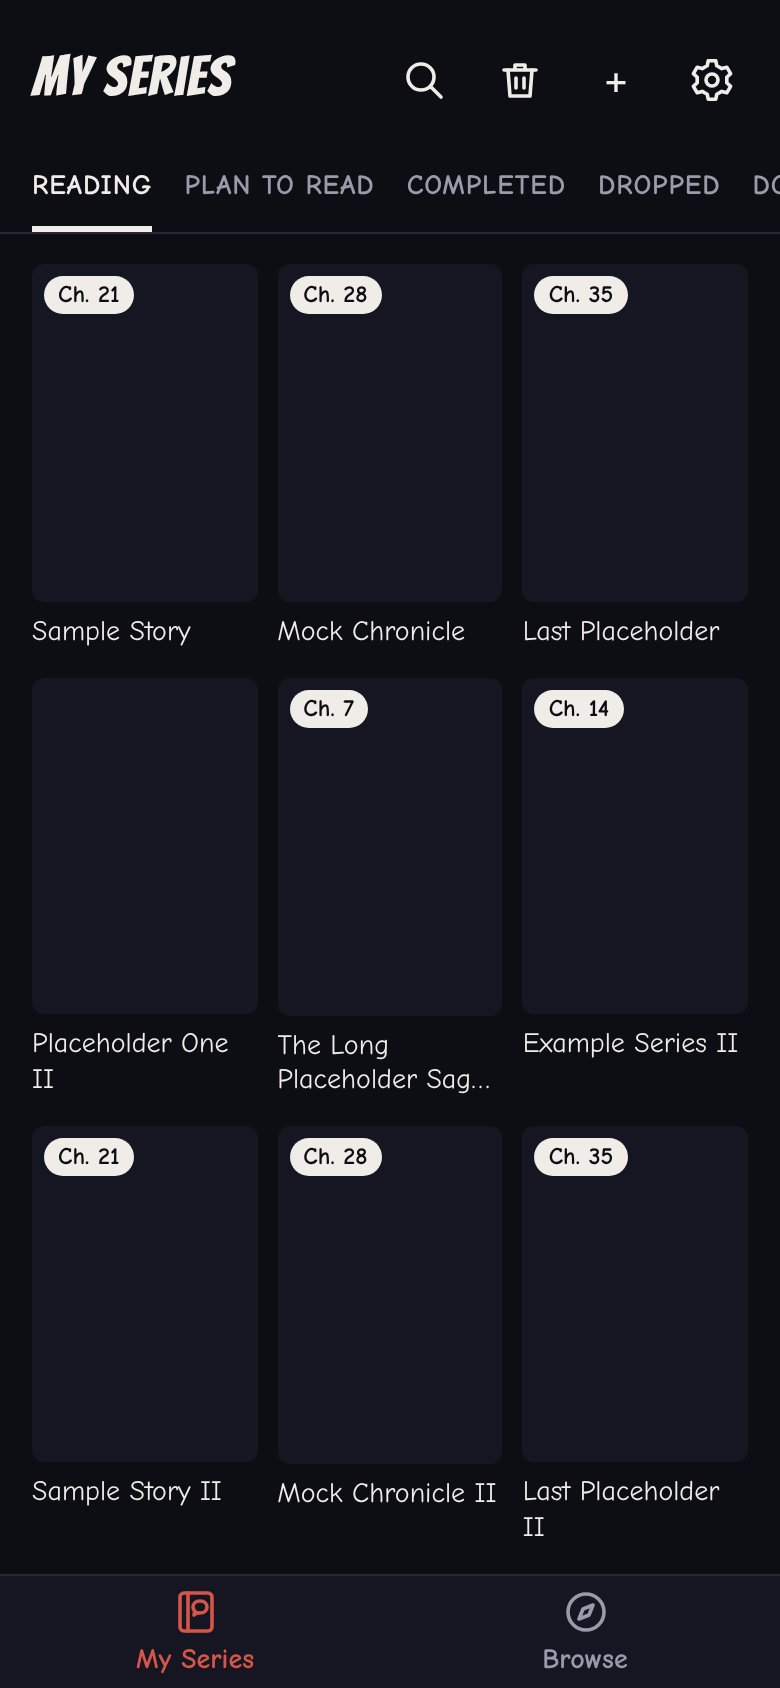 MY SERIES
+
READING PLAN TO READ COMPLETED DROPPED
Ch. 21 Ch. 28 Ch. 35
Sample Story Mock Chronicle Last Placeholder
Ch. 7 Ch. 14
Placeholder One
II
The Long
Placeholder Sag...
Example Series II
Ch. 21 Ch. 28 Ch. 35
Sample Story II Mock Chronicle II Last Placeholder
II
My Series Browse